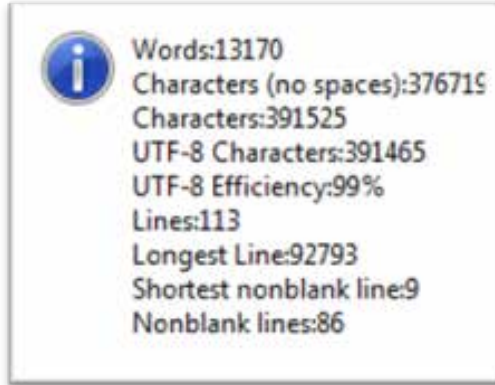 Words:13170
Characters (no spaces):376719
Characters:391525
UTF-8 Characters:391465
UTF-8 Efficiency:99%
Lines:113
Longest Line:92793
Shortest nonblank line:9
Nonblank lines:86